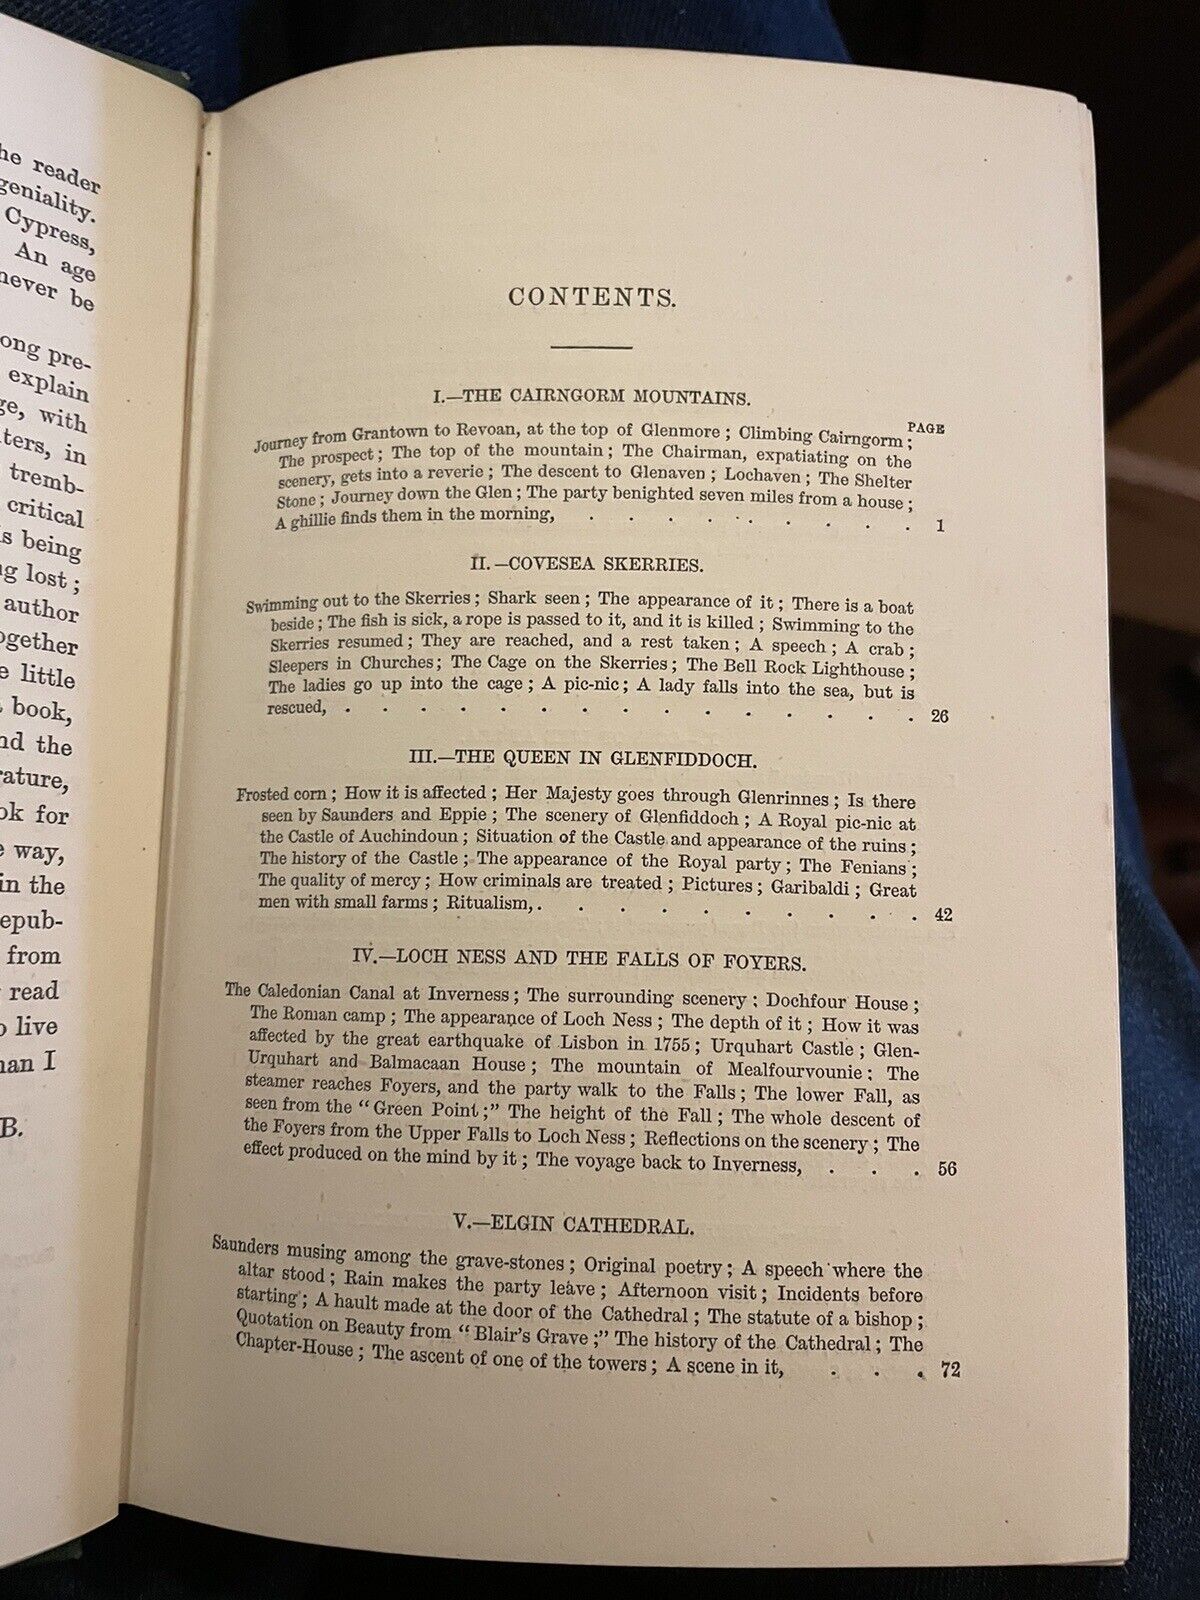 he reader
geniality.
Cypress,
An age
never be
ong pre-
explain
ge, with
ters, in
tremb-
critical
is being
ng lost;
author
ogether
e little
book,
nd the
rature,
ok for
e way,
in the
epub-
from
read
o live
nan I
B.
CONTENTS.
I.—THE CAIRNGORM MOUNTAINS.
PAGE
Journey from Grantown to Revoan, at the top of Glenmore; Climbing Cairngorm;
The prospect; The top of the mountain; The Chairman, expatiating on the
scenery, gets into a reverie; The descent to Glenaven; Lochaven; The Shelter
Stone; Journey down the Glen; The party benighted seven miles from a house;
A ghillie finds them in the morning, . . . . . . . . . 1
II.—COVESEA SKERRIES.
Swimming out to the Skerries; Shark seen; The appearance of it; There is a boat
beside; The fish is sick, a rope is passed to it, and it is killed; Swimming to the
Skerries resumed; They are reached, and a rest taken; A speech; A crab;
Sleepers in Churches; The Cage on the Skerries; The Bell Rock Lighthouse;
The ladies go up into the cage; A pic-nic; A lady falls into the sea, but is
rescued, . . . . . . . . . . . . . . . 26
III.—THE QUEEN IN GLENFIDDOCH.
Frosted corn; How it is affected; Her Majesty goes through Glenrinnes; Is there
seen by Saunders and Eppie; The scenery of Glenfiddoch; A Royal pic-nic at
the Castle of Auchindoun; Situation of the Castle and appearance of the ruins;
The history of the Castle; The appearance of the Royal party; The Fenians;
The quality of mercy; How criminals are treated; Pictures; Garibaldi; Great
men with small farms; Ritualism, . . . . . . . . . . 42
IV.—LOCH NESS AND THE FALLS OF FOYERS.
The Caledonian Canal at Inverness; The surrounding scenery; Dochfour House;
The Roman camp; The appearance of Loch Ness; The depth of it; How it was
affected by the great earthquake of Lisbon in 1755; Urquhart Castle; Glen-
Urquhart and Balmacaan House; The mountain of Mealfourvounie; The
steamer reaches Foyers, and the party walk to the Falls; The lower Fall, as
seen from the "Green Point;" The height of the Fall; The whole descent of
the Foyers from the Upper Falls to Loch Ness; Reflections on the scenery; The
effect produced on the mind by it; The voyage back to Inverness, . . . 56
V.—ELGIN CATHEDRAL.
Saunders musing among the grave-stones; Original poetry; A speech where the
altar stood; Rain makes the party leave; Afternoon visit; Incidents before
starting; A hault made at the door of the Cathedral; The statute of a bishop;
Quotation on Beauty from "Blair's Grave;" The history of the Cathedral; The
Chapter-House; The ascent of one of the towers; A scene in it, . . . 72